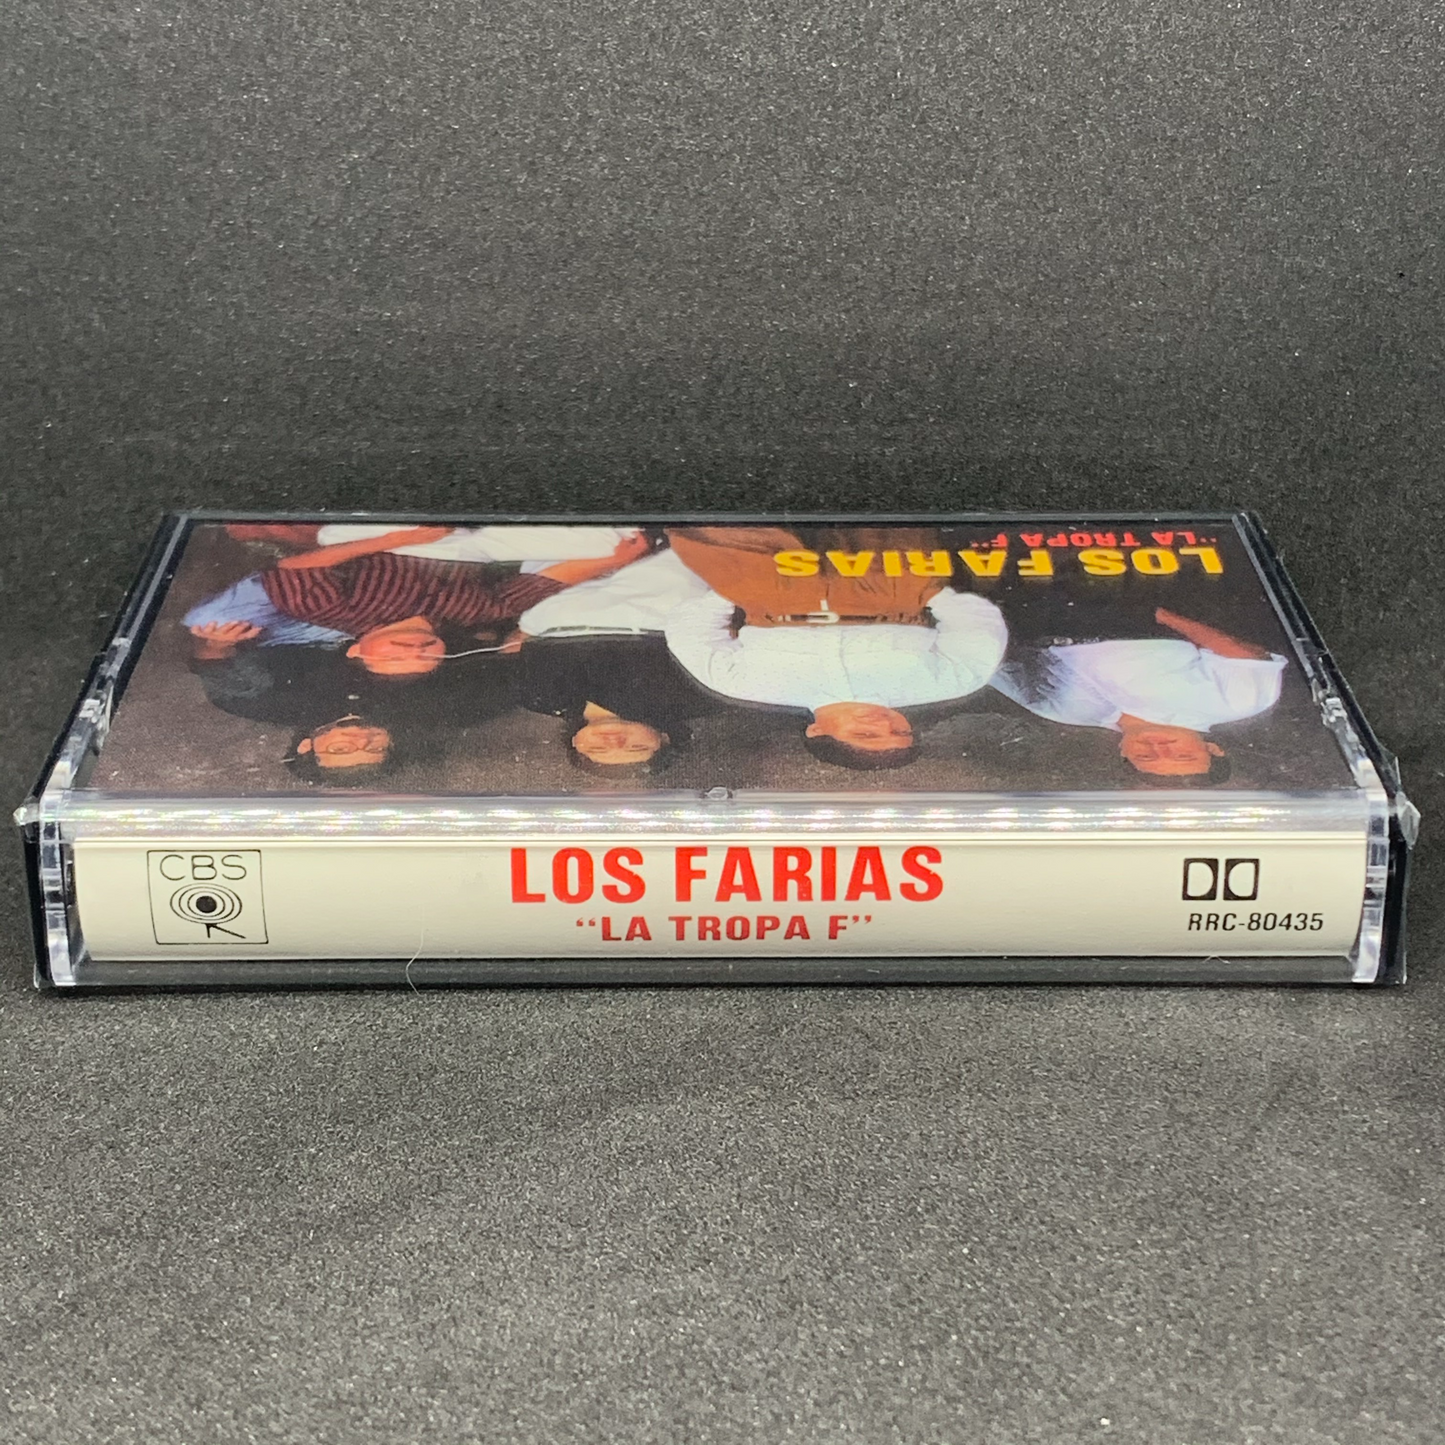 "LA TROPA F"
LOS FARIAS
CBS
LOS FARIAS
"LA TROPA F"
RRC-80435